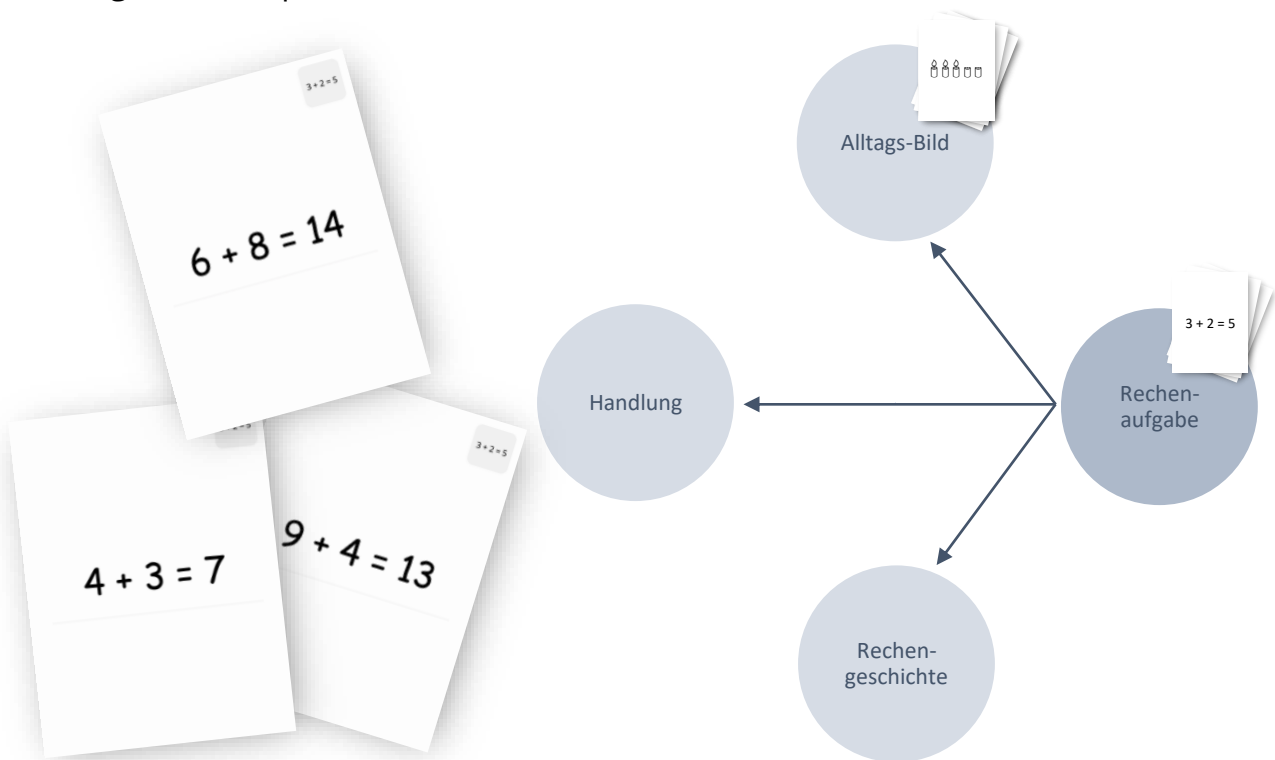 3+2=5
6 + 8 = 14
3+2=5
4 + 3 = 7
9 + 4 = 13
Alltags-Bild
Handlung
3 + 2 = 5
Rechen-
aufgabe
Rechen-
geschichte